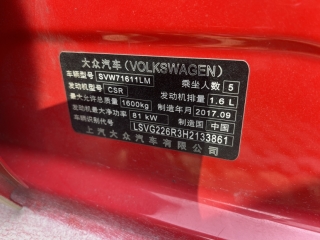 大众汽车(VOLKSWAGEN)
车辆型号 SVW71611LM 乘坐人数 5
发动机型号 CSR 发动机排量 1.6 L
最大允许总质量 1600kg 制造年月 2017.09
发动机最大净功率 81 kW 制造国 中国
车辆识别代号 LSVG226R3H2133861
上汽大众汽车有限公司